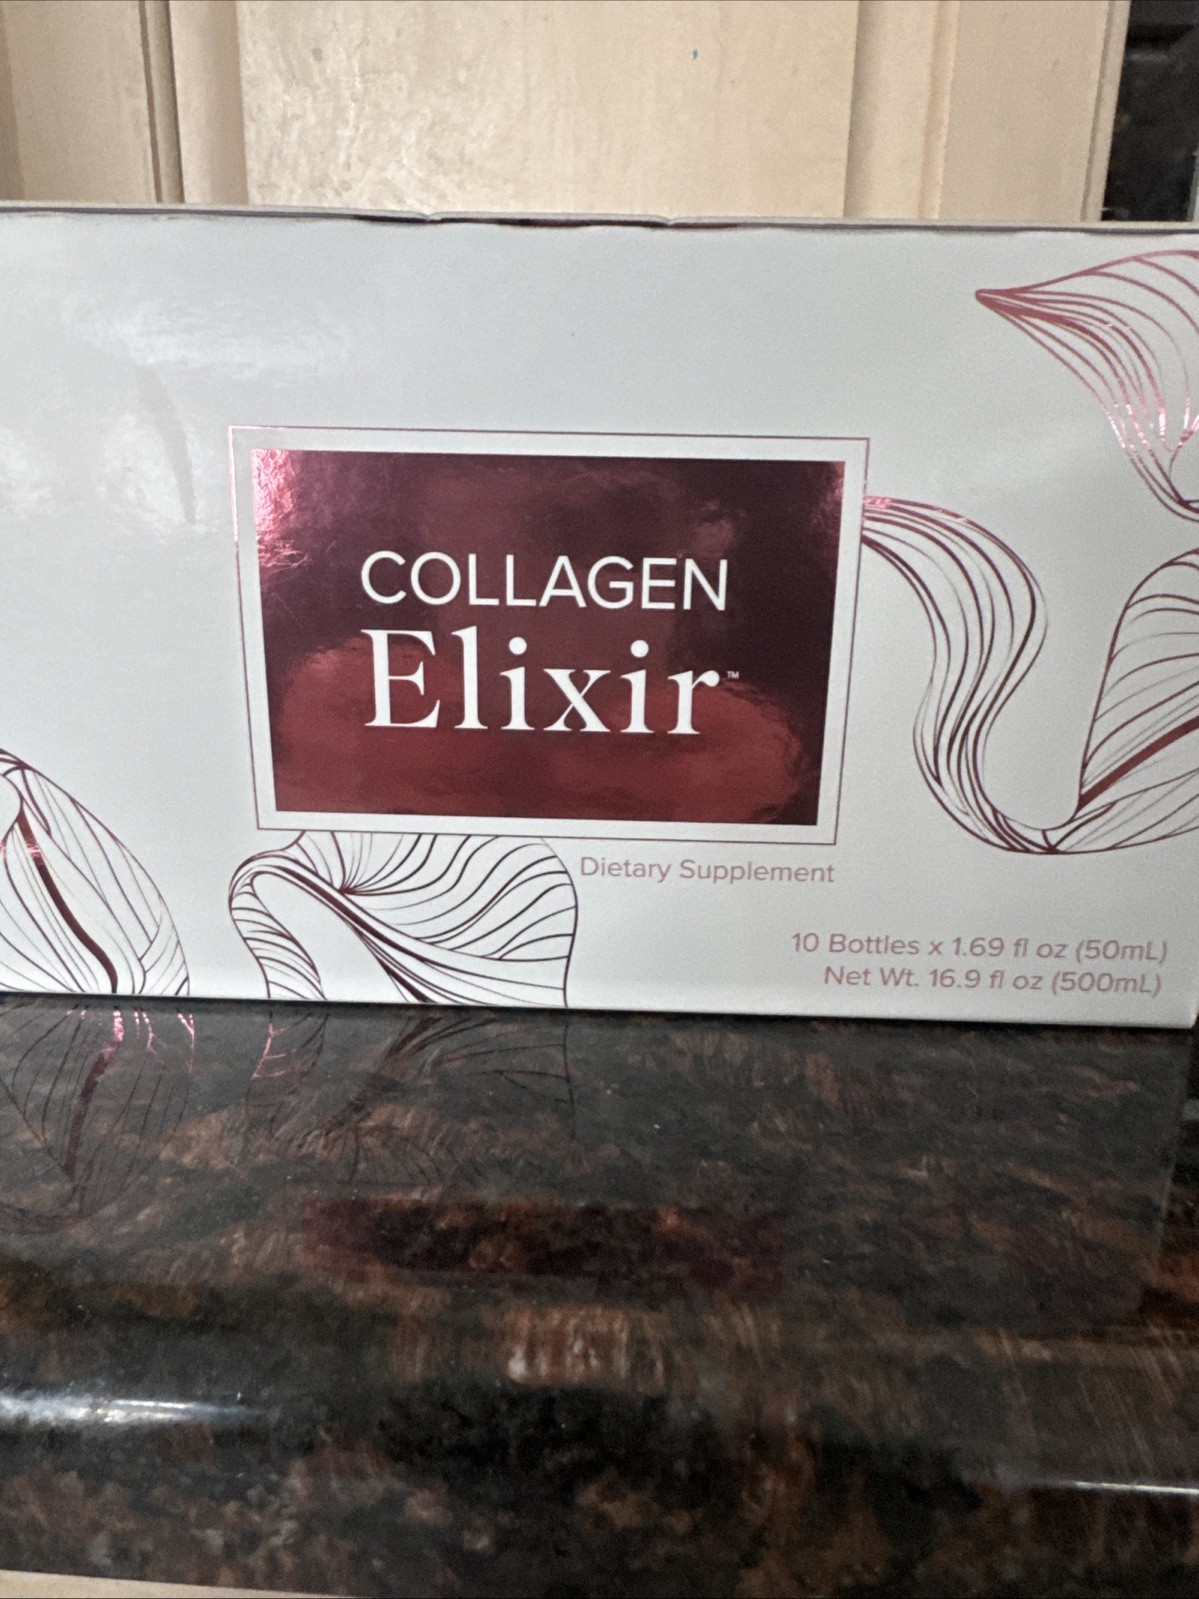 COLLAGEN
Elixir™
Dietary Supplement
10 Bottles x 1.69 fl oz (50mL)
Net Wt. 16.9 fl oz (500mL)